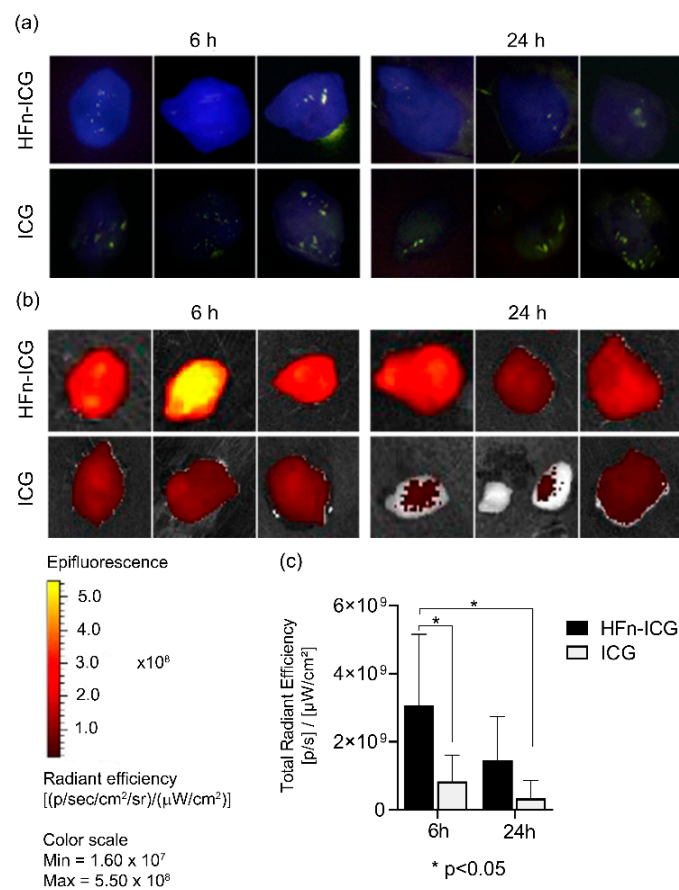 (a)
6 h
24 h
HFn-ICG
ICG
(b)
6 h
24 h
HFn-ICG
ICG
Epifluorescence
5.0
4.0
3.0
2.0
1.0
x10⁸
Radiant efficiency
[(p/sec/cm²/sr)/(µW/cm²)]
Color scale
Min = 1.60 x 10⁷
Max = 5.50 x 10⁸
(c)
Total Radiant Efficiency
[p/s] / [µW/cm²]
6×10⁹
4×10⁹
2×10⁹
0
*
*
HFn-ICG
ICG
6h
24h
* p<0.05